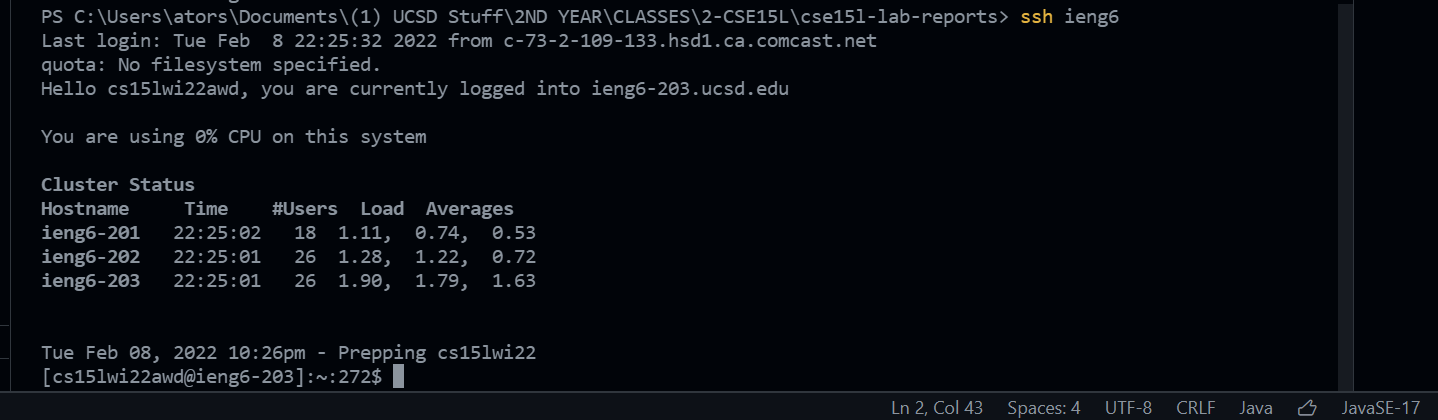 PS C:\Users\ators\Documents\(1) UCSD Stuff\2ND YEAR\CLASSES\2-CSE15L\cse15l-lab-reports> ssh ieng6
Last login: Tue Feb  8 22:25:32 2022 from c-73-2-109-133.hsd1.ca.comcast.net
quota: No filesystem specified.
Hello cs15lwi22awd, you are currently logged into ieng6-203.ucsd.edu
You are using 0% CPU on this system
Cluster Status
Hostname     Time    #Users  Load  Averages
ieng6-201   22:25:02   18  1.11,  0.74,  0.53
ieng6-202   22:25:01   26  1.28,  1.22,  0.72
ieng6-203   22:25:01   26  1.90,  1.79,  1.63
Tue Feb 08, 2022 10:26pm - Prepping cs15lwi22
[cs15lwi22awd@ieng6-203]:~:272$
Ln 2, Col 43 Spaces: 4 UTF-8 CRLF Java JavaSE-17